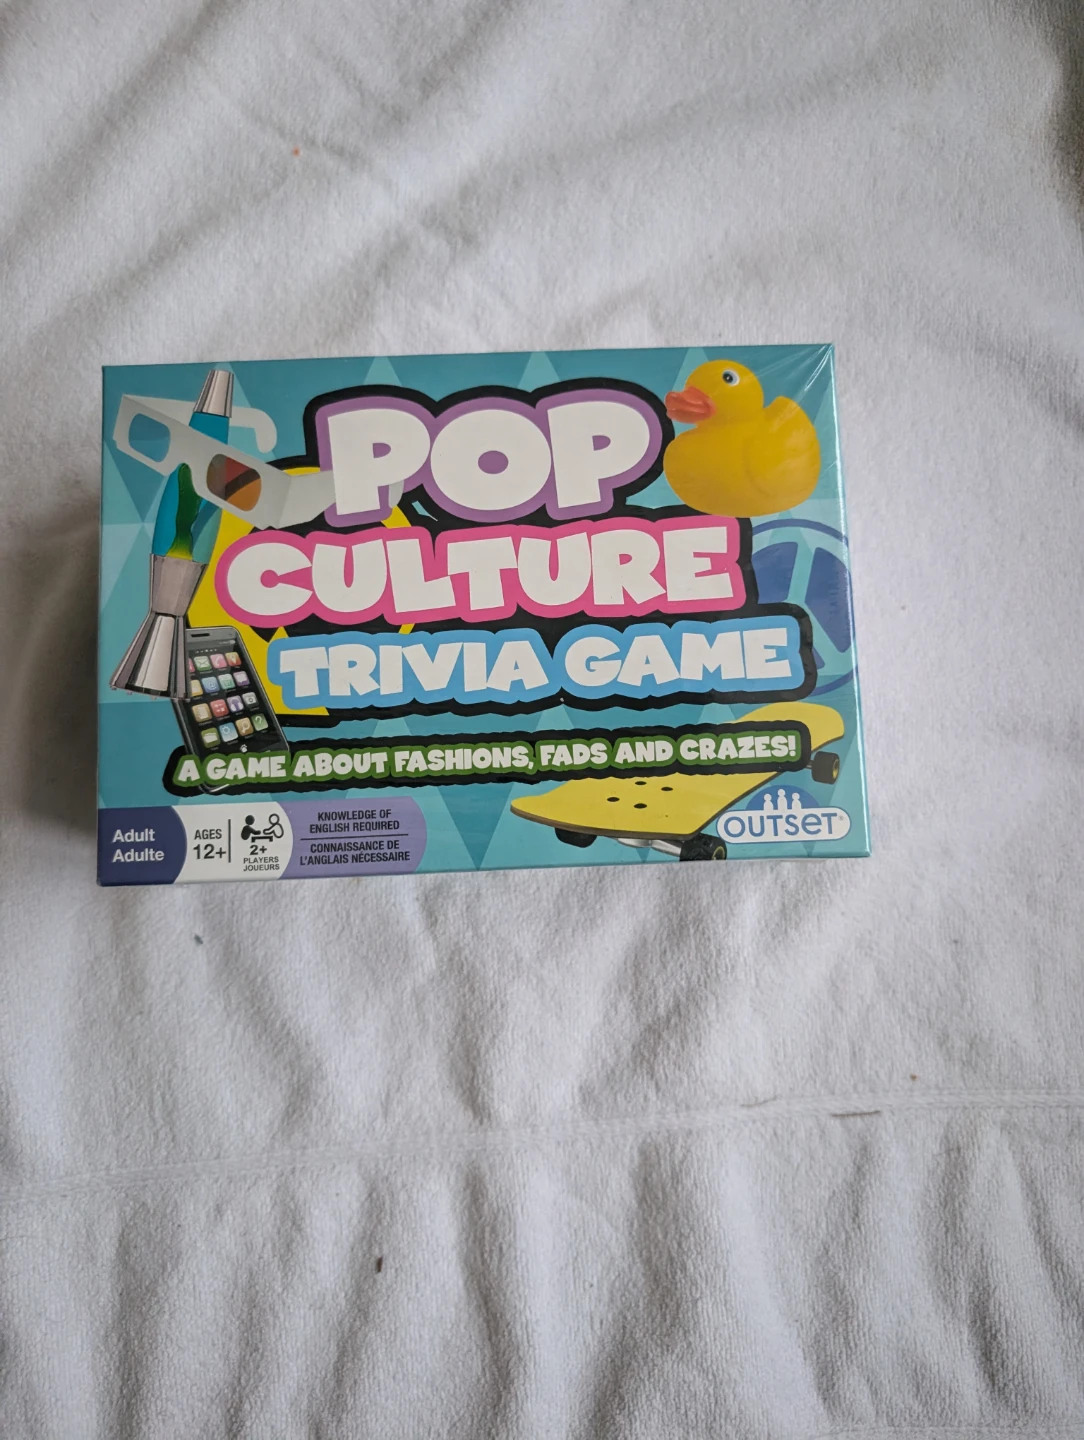 POP
CULTURE
TRIVIA GAME
A GAME ABOUT FASHIONS, FADS AND CRAZES!
Adult
Adulte
AGES
12+
2+
PLAYERS
JOUEURS
KNOWLEDGE OF
ENGLISH REQUIRED
CONNAISSANCE DE
L'ANGLAIS NÉCESSAIRE
OUTSET®